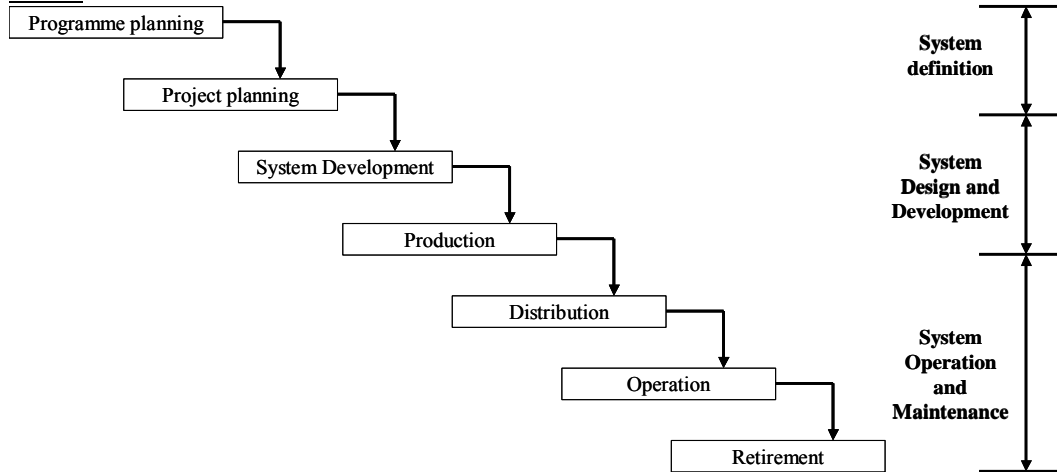 Programme planning
Project planning
System Development
Production
Distribution
Operation
Retirement
System
definition
System
Design and
Development
System
Operation
and
Maintenance